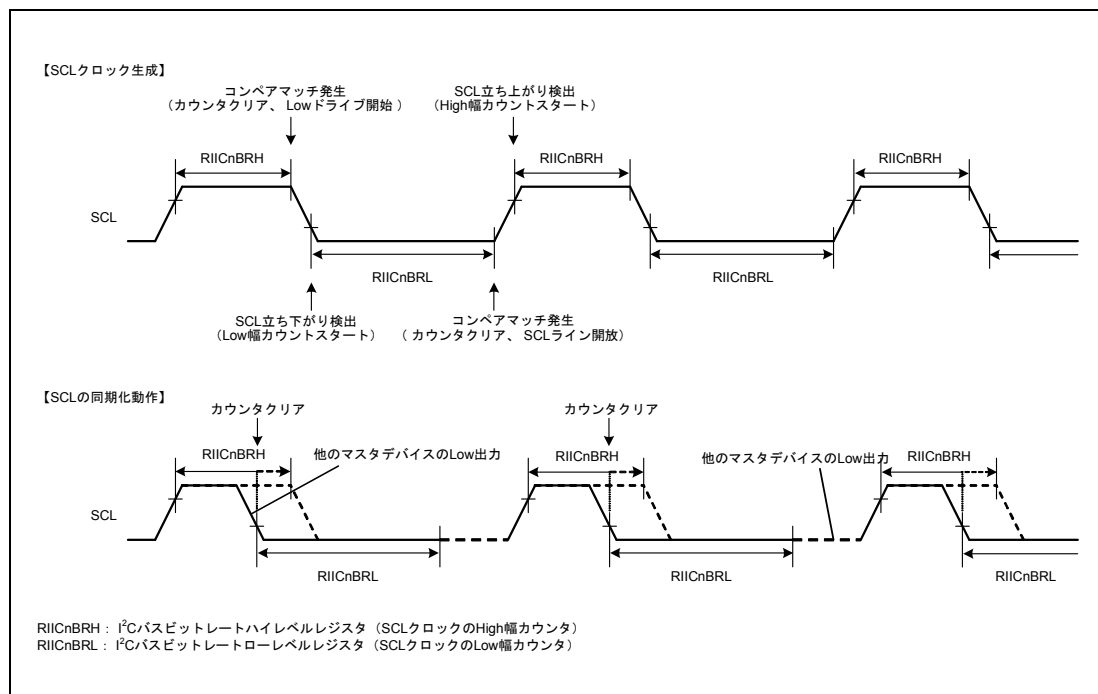 【SCLクロック生成】
コンペアマッチ発生
(カウンタクリア、 Lowドライブ開始 )
SCL立ち上がり検出
(High幅カウントスタート)
RIICnBRH
RIICnBRH
RIICnBRH
SCL
RIICnBRL
RIICnBRL
SCL立ち下がり検出
(Low幅カウントスタート)
コンペアマッチ発生
( カウンタクリア、 SCLライン開放)
【SCLの同期化動作】
カウンタクリア
カウンタクリア
RIICnBRH
他のマスタデバイスのLow出力
RIICnBRH
他のマスタデバイスのLow出力
RIICnBRH
SCL
RIICnBRL
RIICnBRL
RIICnBRL
RIICnBRH : I²Cバスビットレートハイレベルレジスタ (SCLクロックのHigh幅カウンタ)
RIICnBRL : I²Cバスビットレートローレベルレジスタ (SCLクロックのLow幅カウンタ)